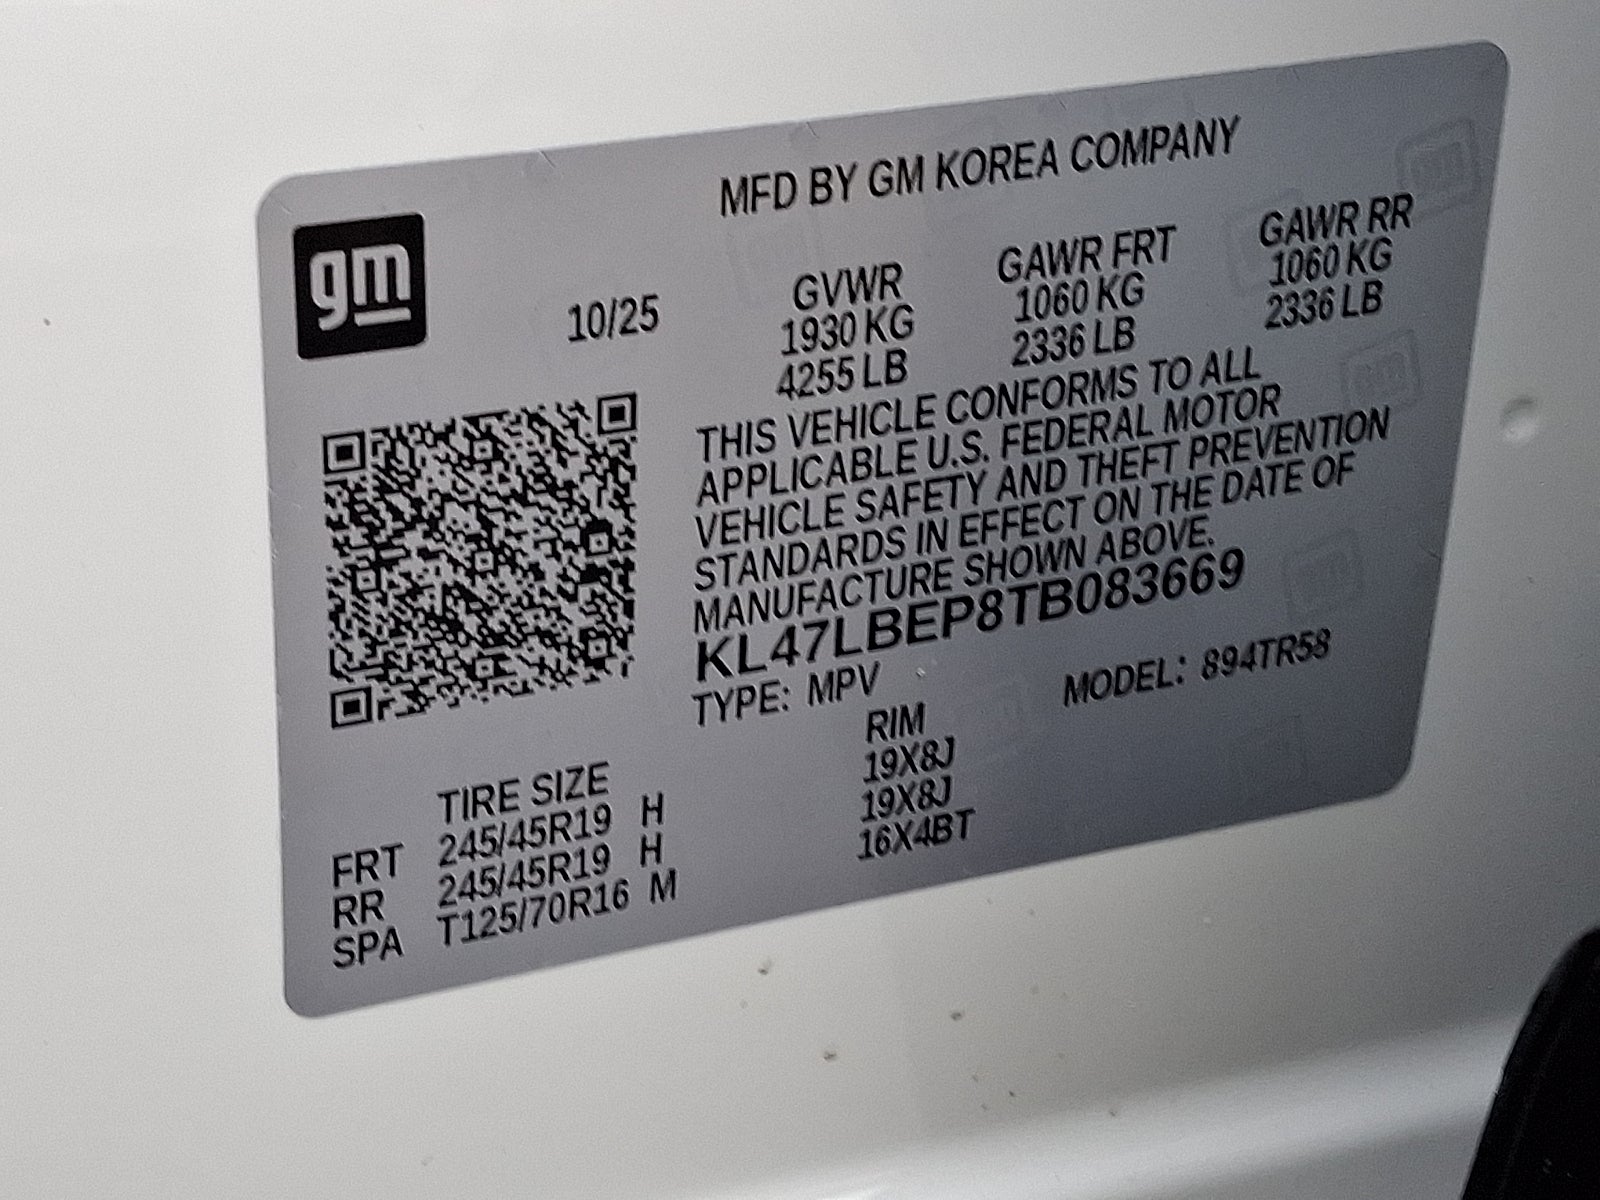 MFD BY GM KOREA COMPANY
gm
10/25
GVWR GAWR FRT GAWR RR
1930 KG 1060 KG 1060 KG
4255 LB 2336 LB 2336 LB
THIS VEHICLE CONFORMS TO ALL
APPLICABLE U.S. FEDERAL MOTOR
VEHICLE SAFETY AND THEFT PREVENTION
STANDARDS IN EFFECT ON THE DATE OF
MANUFACTURE SHOWN ABOVE.
KL47LBEP8TB083669
TYPE: MPV MODEL: 894TR58
TIRE SIZE RIM
FRT 245/45R19 H 19X8J
RR 245/45R19 H 19X8J
SPA T125/70R16 M 16X4BT